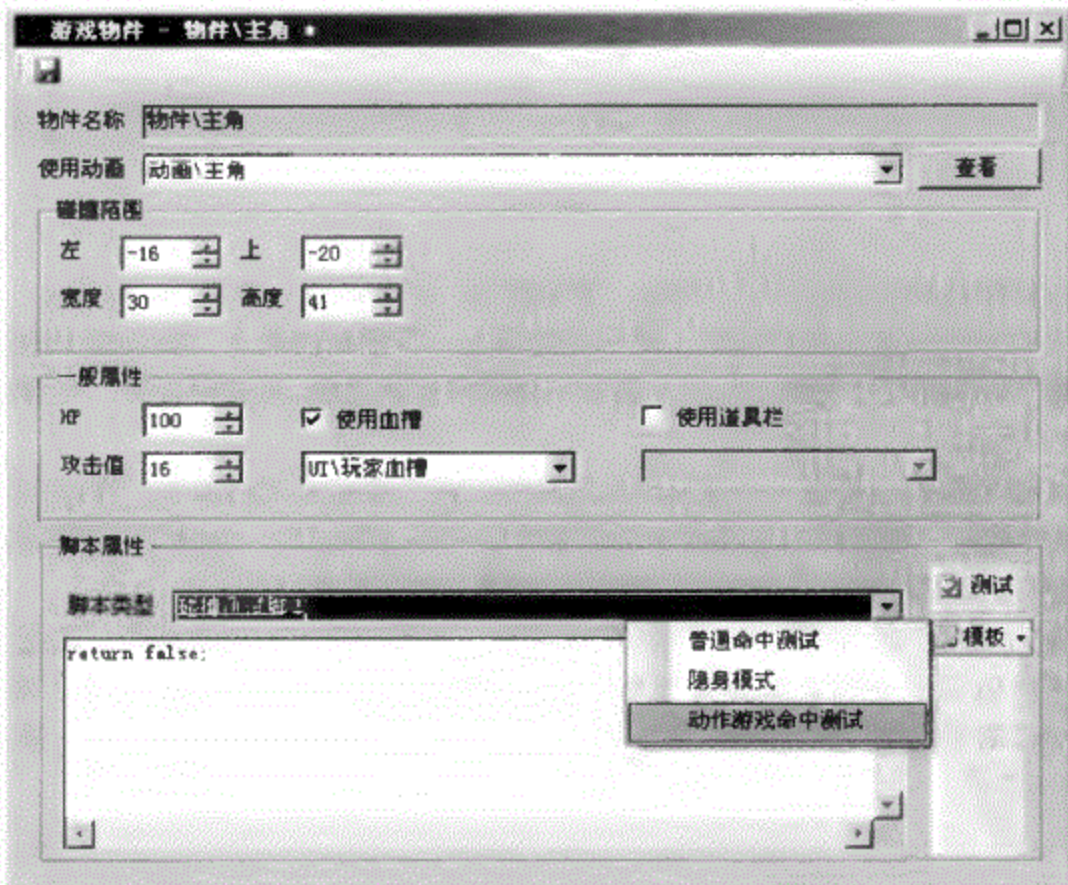 游戏物件 - 物件\主角 *
物件名称 物件\主角
使用动画 动画\主角 查看
碰撞范围
左 -16 上 -20
宽度 30 高度 41
一般属性
HP 100 使用血槽 使用道具栏
攻击值 16 UI\玩家血槽
脚本属性
脚本类型
测试
return false;
模板
普通命中测试
隐身模式
动作游戏命中测试